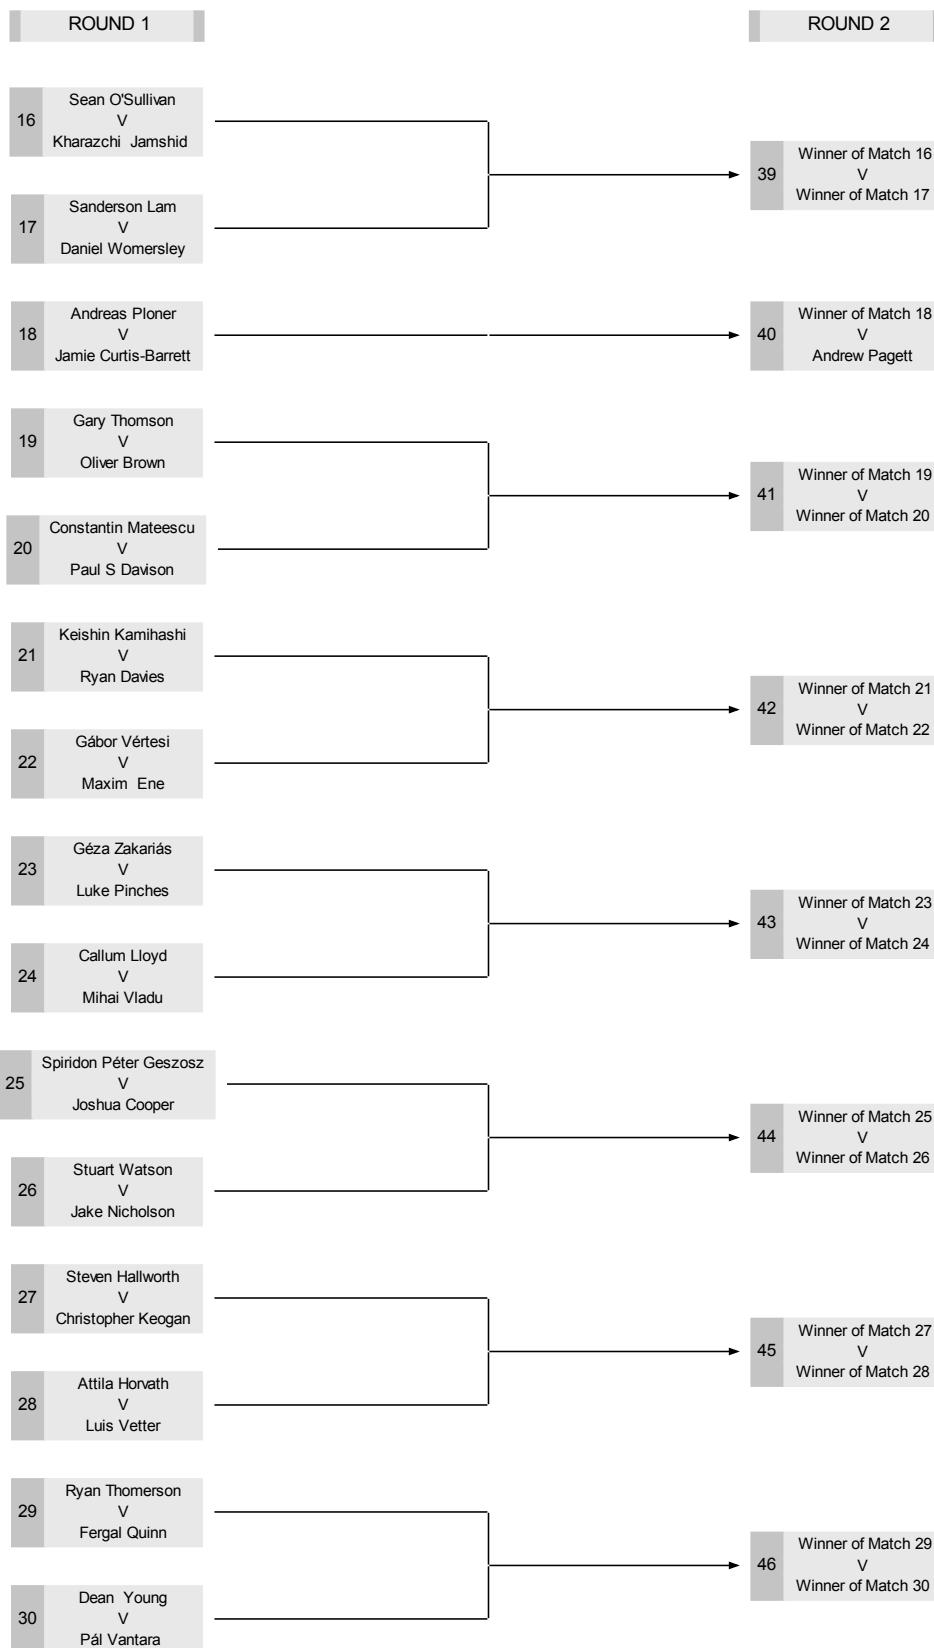 ROUND 1
ROUND 2
16
Sean O'Sullivan
V
Kharazchi Jamshid
39
Winner of Match 16
V
Winner of Match 17
17
Sanderson Lam
V
Daniel Womersley
18
Andreas Ploner
V
Jamie Curtis-Barrett
40
Winner of Match 18
V
Andrew Pagett
19
Gary Thomson
V
Oliver Brown
41
Winner of Match 19
V
Winner of Match 20
20
Constantin Mateescu
V
Paul S Davison
21
Keishin Kamihashi
V
Ryan Davies
42
Winner of Match 21
V
Winner of Match 22
22
Gábor Vértesi
V
Maxim Ene
23
Géza Zakariás
V
Luke Pinches
43
Winner of Match 23
V
Winner of Match 24
24
Callum Lloyd
V
Mihai Vladu
25
Spiridon Péter Geszosz
V
Joshua Cooper
44
Winner of Match 25
V
Winner of Match 26
26
Stuart Watson
V
Jake Nicholson
27
Steven Hallworth
V
Christopher Keogan
45
Winner of Match 27
V
Winner of Match 28
28
Attila Horvath
V
Luis Vetter
29
Ryan Thomerson
V
Fergal Quinn
46
Winner of Match 29
V
Winner of Match 30
30
Dean Young
V
Pál Vantara